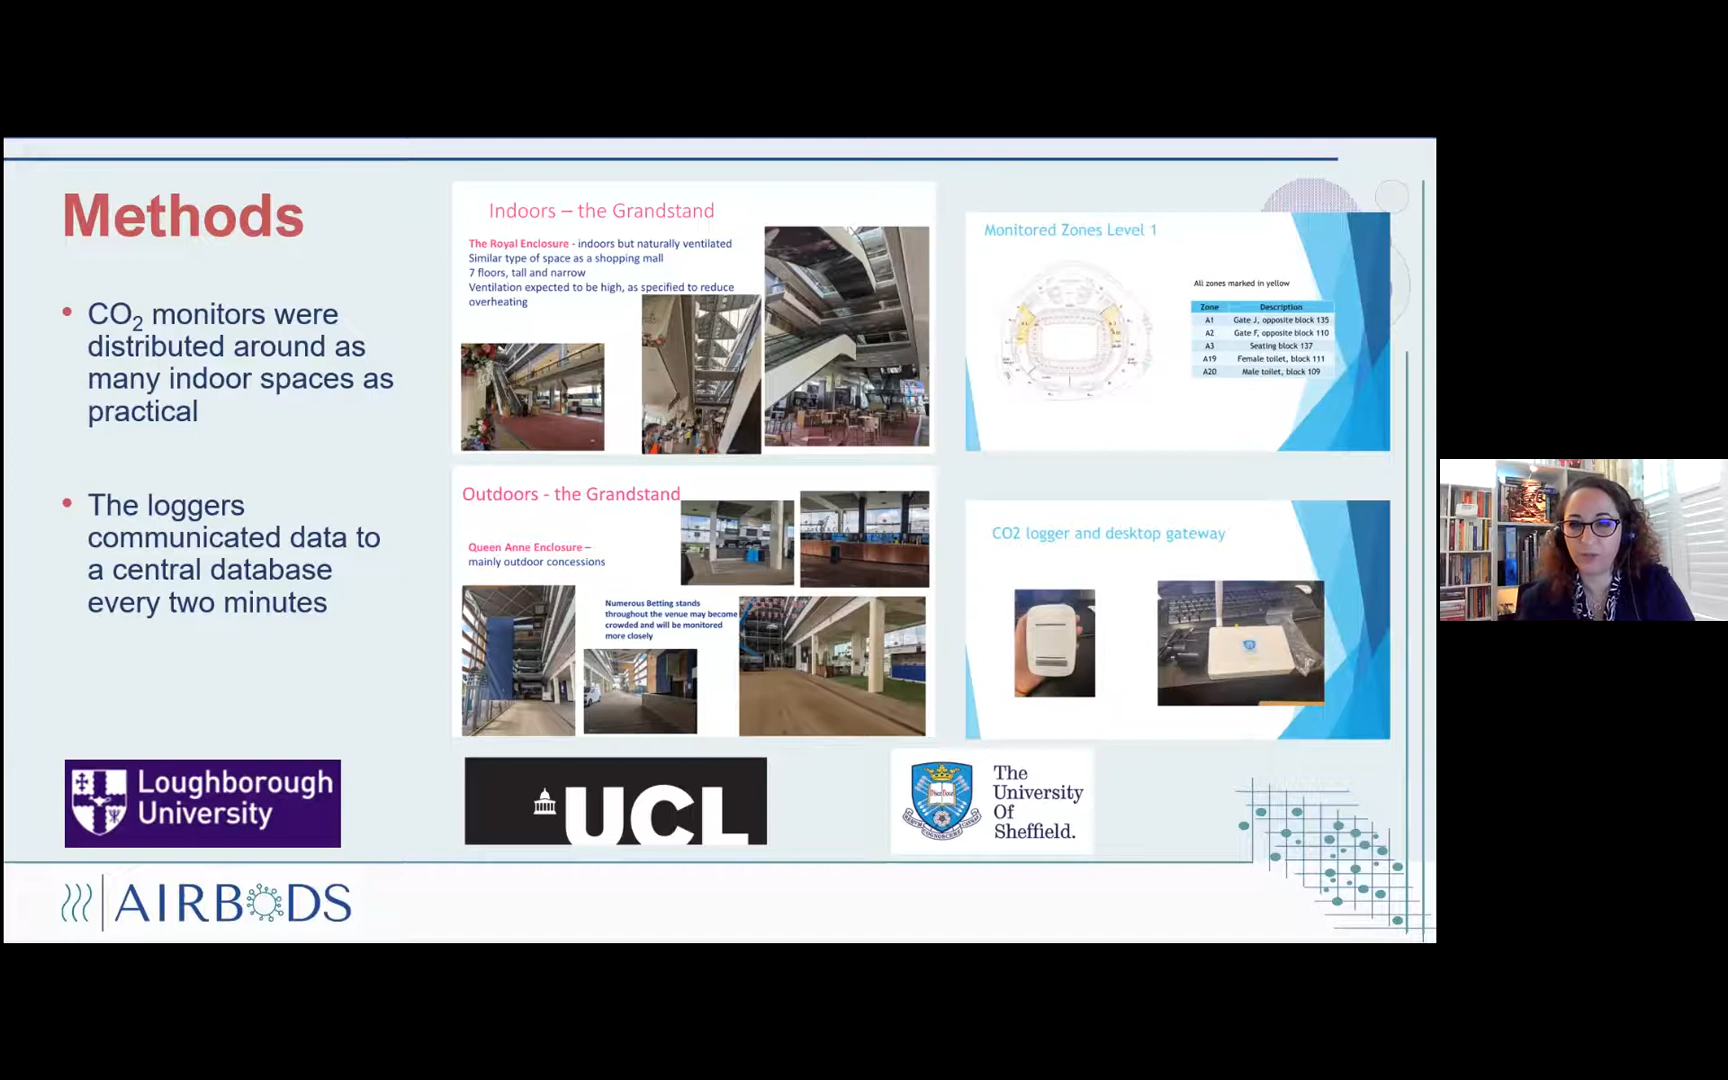 Methods
• CO2 monitors were
distributed around as
many indoor spaces as
practical
• The loggers
communicated data to
a central database
every two minutes
Indoors – the Grandstand
The Royal Enclosure - indoors but naturally ventilated
Similar type of space as a shopping mall
7 floors, tall and narrow
Ventilation expected to be high, as specified to reduce
overheating
Outdoors - the Grandstand
Queen Anne Enclosure –
mainly outdoor concessions
Numerous Betting stands
throughout the venue may become
crowded and will be monitored
more closely
Monitored Zones Level 1
All zones marked in yellow
Zone Description
A1 Gate J, opposite block 135
A2 Gate F, opposite block 110
A3 Seating block 137
A19 Female toilet, block 111
A20 Male toilet, block 109
CO2 logger and desktop gateway
Loughborough
University
UCL
The
University
Of
Sheffield.
AIRBODS